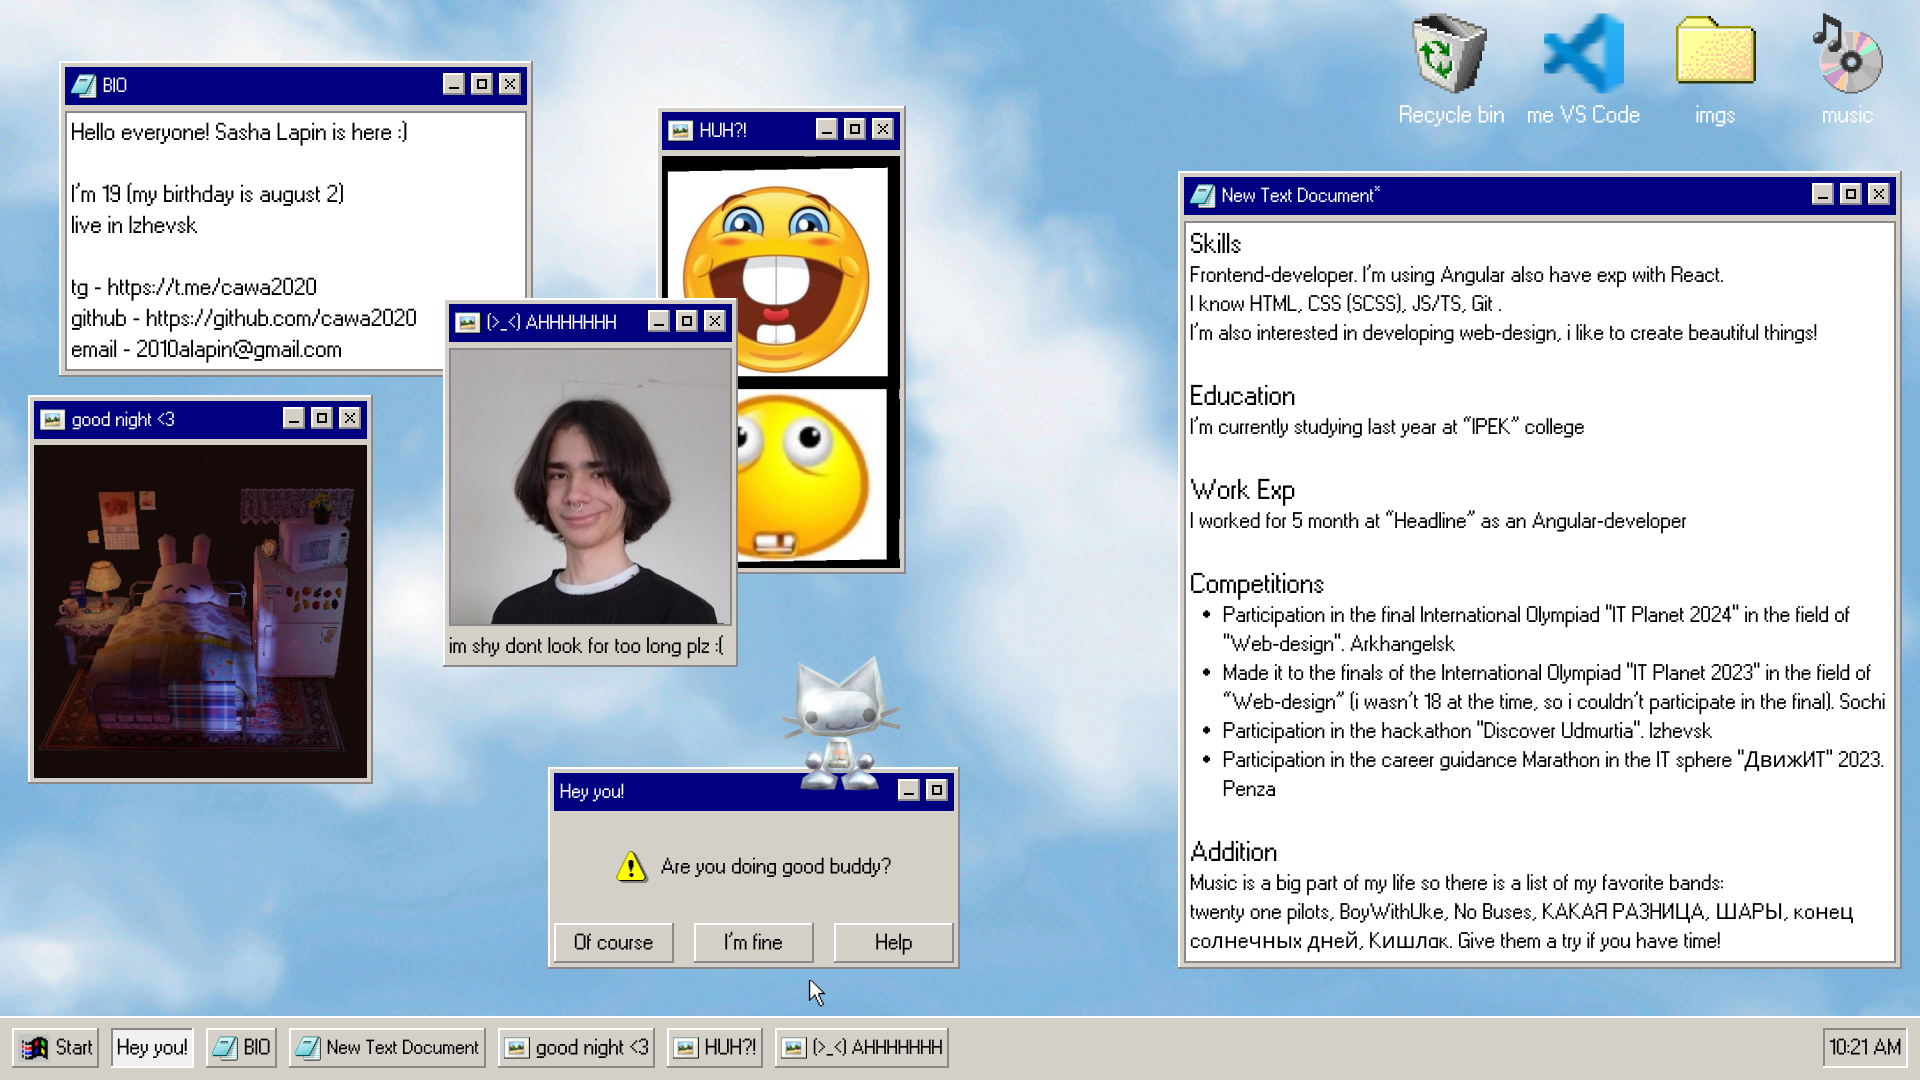 Recycle bin
me VS Code
imgs
music
BIO
Hello everyone! Sasha Lapin is here :)
I'm 19 (my birthday is august 2)
live in Izhevsk
tg - https://t.me/cawa2020
github - https://github.com/cawa2020
email - 2010alapin@gmail.com
HUH?!
(>_<) AHHHHHHH
im shy dont look for too long plz :(
good night <3
Hey you!
Are you doing good buddy?
Of course
I'm fine
Help
New Text Document*
Skills
Frontend-developer. I'm using Angular also have exp with React.
I know HTML, CSS (SCSS), JS/TS, Git .
I'm also interested in developing web-design, i like to create beautiful things!
Education
I'm currently studying last year at “IPEK” college
Work Exp
I worked for 5 month at “Headline” as an Angular-developer
Competitions
• Participation in the final International Olympiad "IT Planet 2024" in the field of
"Web-design". Arkhangelsk
• Made it to the finals of the International Olympiad "IT Planet 2023" in the field of
“Web-design” (i wasn't 18 at the time, so i couldn't participate in the final). Sochi
• Participation in the hackathon "Discover Udmurtia". Izhevsk
• Participation in the career guidance Marathon in the IT sphere "ДвижИТ" 2023.
Penza
Addition
Music is a big part of my life so there is a list of my favorite bands:
twenty one pilots, BoyWithUke, No Buses, КАКАЯ РАЗНИЦА, ШАРЫ, конец
солнечных дней, Кишлак. Give them a try if you have time!
Start
Hey you!
BIO
New Text Document
good night <3
HUH?!
(>_<) AHHHHHHH
10:21 AM